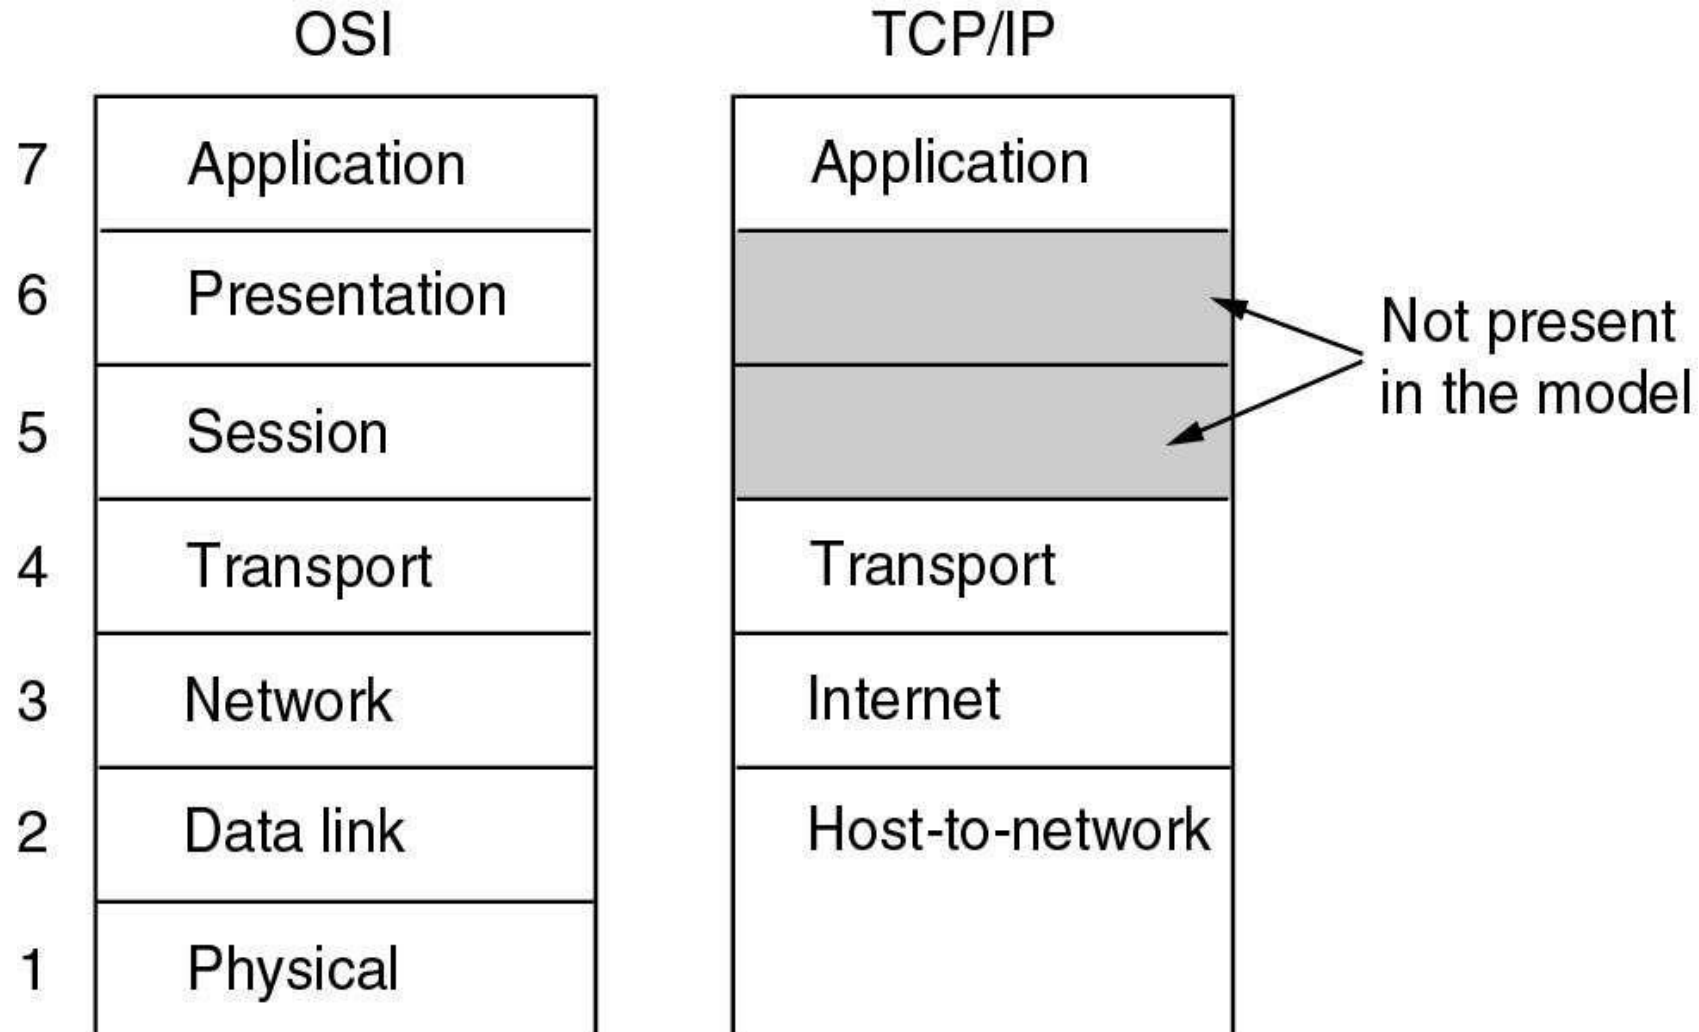 OSI TCP/IP
7 Application Application
6 Presentation
Not present
in the model
5 Session
4 Transport Transport
3 Network Internet
2 Data link Host-to-network
1 Physical